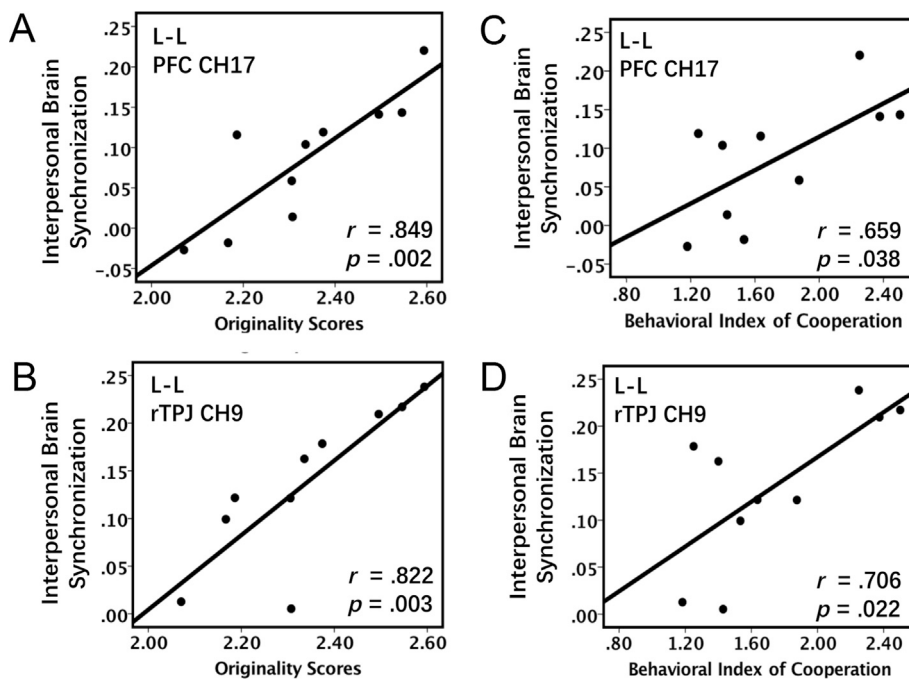 A
L-L
PFC CH17
.25
.20
.15
.10
.05
.00
-.05
2.00 2.20 2.40 2.60
r = .849
p = .002
Interpersonal Brain
Synchronization
Originality Scores
C
L-L
PFC CH17
.25
.20
.15
.10
.05
.00
-.05
.80 1.20 1.60 2.00 2.40
r = .659
p = .038
Interpersonal Brain
Synchronization
Behavioral Index of Cooperation
B
L-L
rTPJ CH9
.25
.20
.15
.10
.05
.00
2.00 2.20 2.40 2.60
r = .822
p = .003
Interpersonal Brain
Synchronization
Originality Scores
D
L-L
rTPJ CH9
.25
.20
.15
.10
.05
.00
.80 1.20 1.60 2.00 2.40
r = .706
p = .022
Interpersonal Brain
Synchronization
Behavioral Index of Cooperation